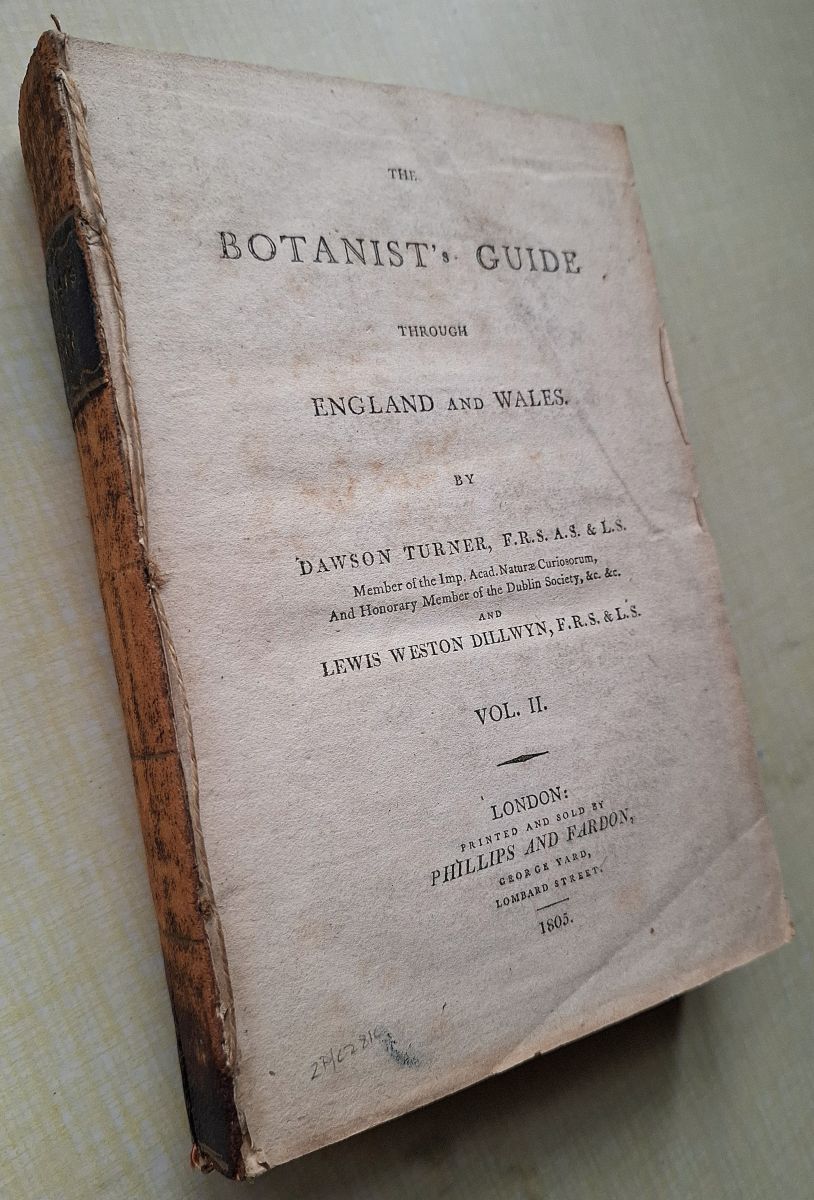 THE
BOTANIST's GUIDE
THROUGH
ENGLAND AND WALES.
BY
DAWSON TURNER, F.R.S. A.S. & L.S.
Member of the Imp. Acad. Naturæ Curiosorum,
And Honorary Member of the Dublin Society, &c. &c.
AND
LEWIS WESTON DILLWYN, F.R.S. & L.S.
VOL. II.
LONDON:
PRINTED AND SOLD BY
PHILLIPS AND FARDON,
GEORGE YARD,
LOMBARD STREET.
1805.